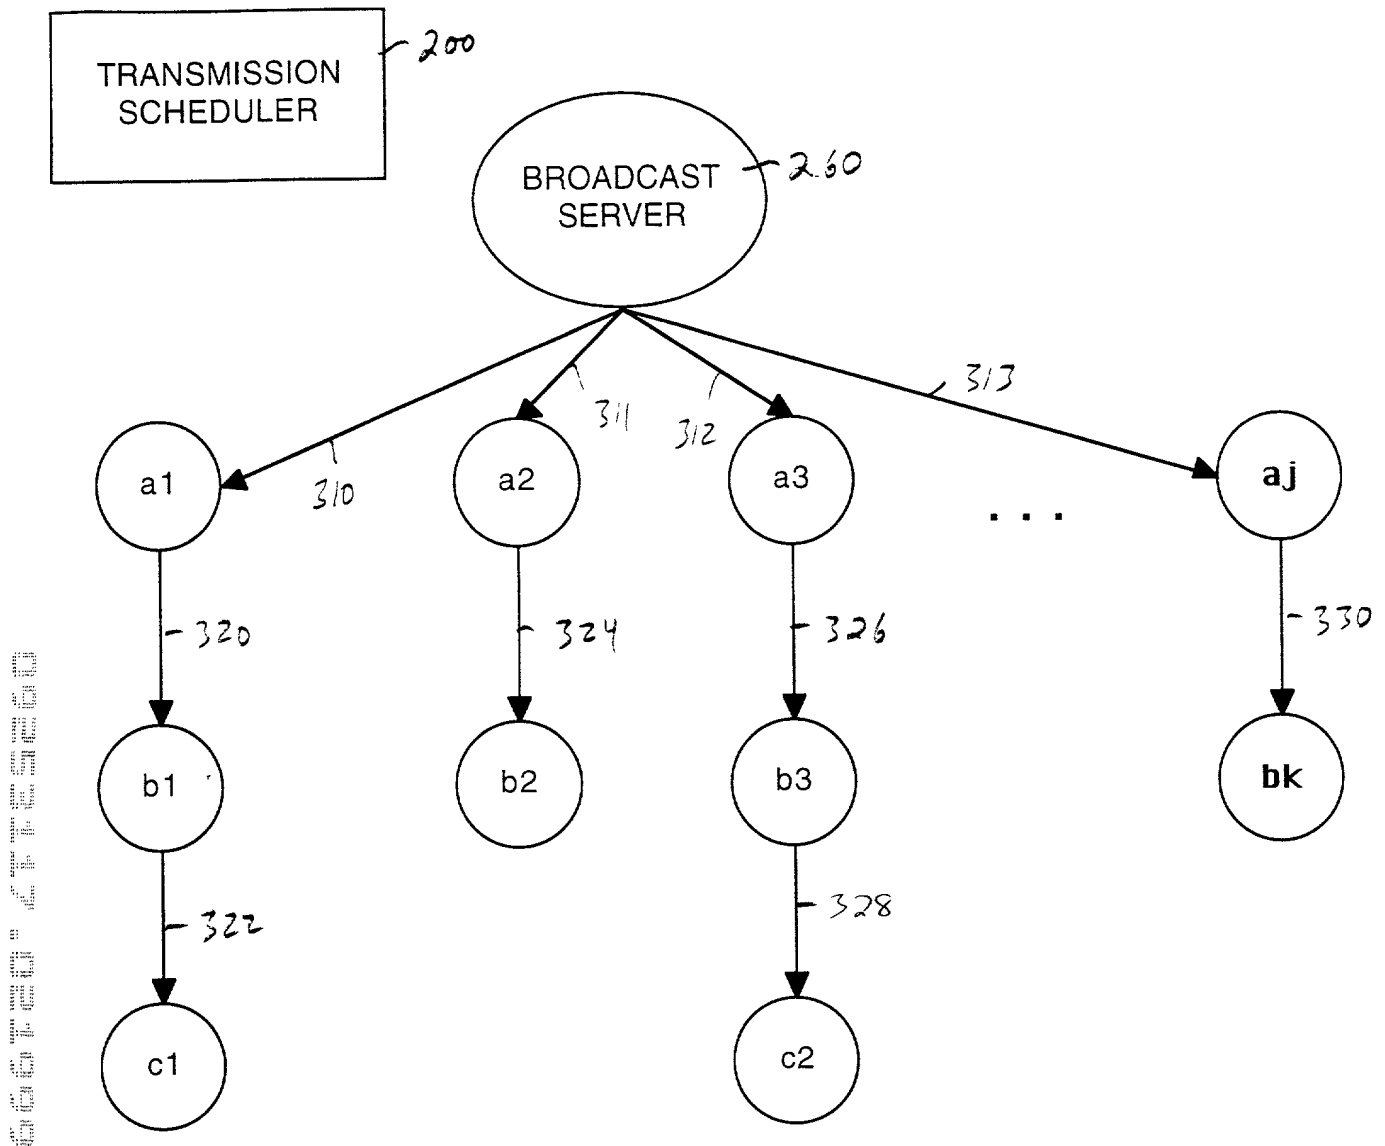 TRANSMISSION
SCHEDULER
200
BROADCAST
SERVER
260
310
311
312
313
a1
a2
a3
. . .
aj
320
324
326
330
b1
b2
b3
bk
322
328
c1
c2